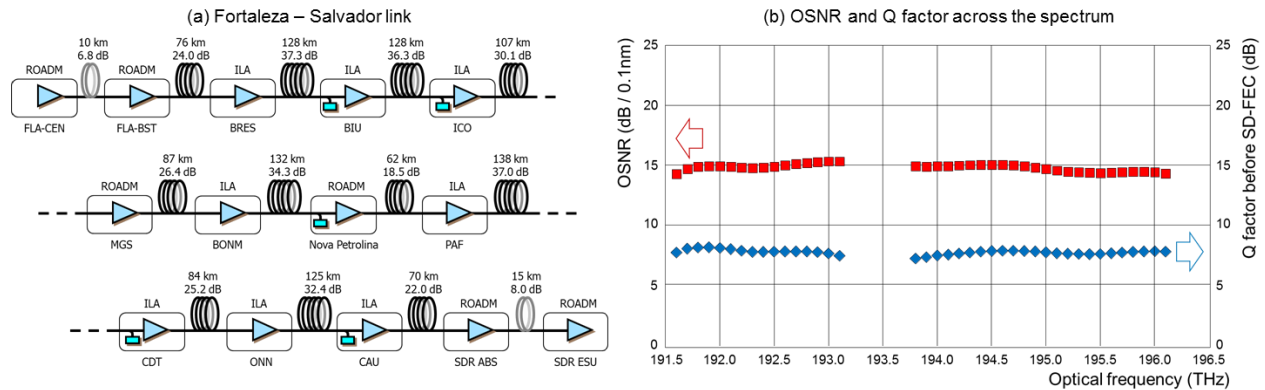 (a) Fortaleza – Salvador link
10 km 76 km 128 km 128 km 107 km
6.8 dB 24.0 dB 37.3 dB 36.3 dB 30.1 dB
ROADM ROADM ILA ILA ILA
FLA-CEN FLA-BST BRES BIU ICO
87 km 132 km 62 km 138 km
26.4 dB 34.3 dB 18.5 dB 37.0 dB
ROADM ILA ROADM ILA
MGS BONM Nova Petrolina PAF
84 km 125 km 70 km 15 km
25.2 dB 32.4 dB 22.0 dB 8.0 dB
ILA ILA ILA ROADM ROADM
CDT ONN CAU SDR ABS SDR ESU
(b) OSNR and Q factor across the spectrum
OSNR (dB / 0.1nm)
25
20
15
10
5
0
191.5 192.0 192.5 193.0 193.5 194.0 194.5 195.0 195.5 196.0 196.5
Optical frequency (THz)
25
20
15
10
5
0
Q factor before SD-FEC (dB)